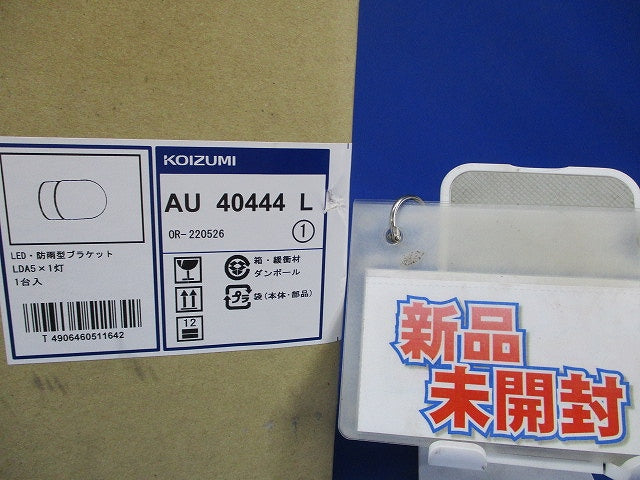 LED・防雨型ブラケット
LDA5×1灯
1台入
T 4906460511642
KOIZUMI
AU 40444 L
OR-220526
1
箱・緩衝材
ダンボール
プラ
袋(本体・部品)
12
新品
未開封